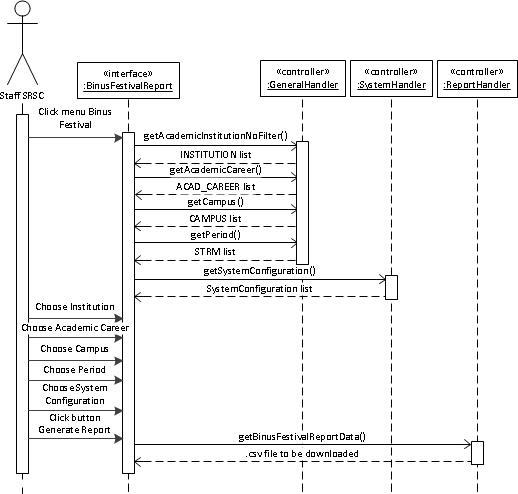 «interface»
:BinusFestivalReport
«controller»
:GeneralHandler
«controller»
:SystemHandler
«controller»
:ReportHandler
Staff SRSC
Click menu Binus
Festival
getAcademicInstitutionNoFilter()
INSTITUTION list
getAcademicCareer()
ACAD_CAREER list
getCampus()
CAMPUS list
getPeriod()
STRM list
getSystemConfiguration()
SystemConfiguration list
Choose Institution
Choose Academic Career
Choose Campus
Choose Period
Choose System
Configuration
Click button
Generate Report
getBinusFestivalReportData()
.csv file to be downloaded